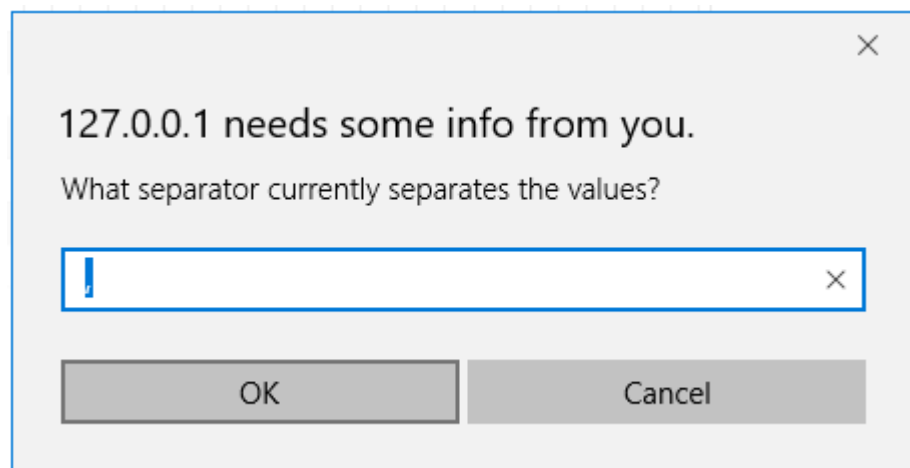 127.0.0.1 needs some info from you.
What separator currently separates the values?
,
OK
Cancel